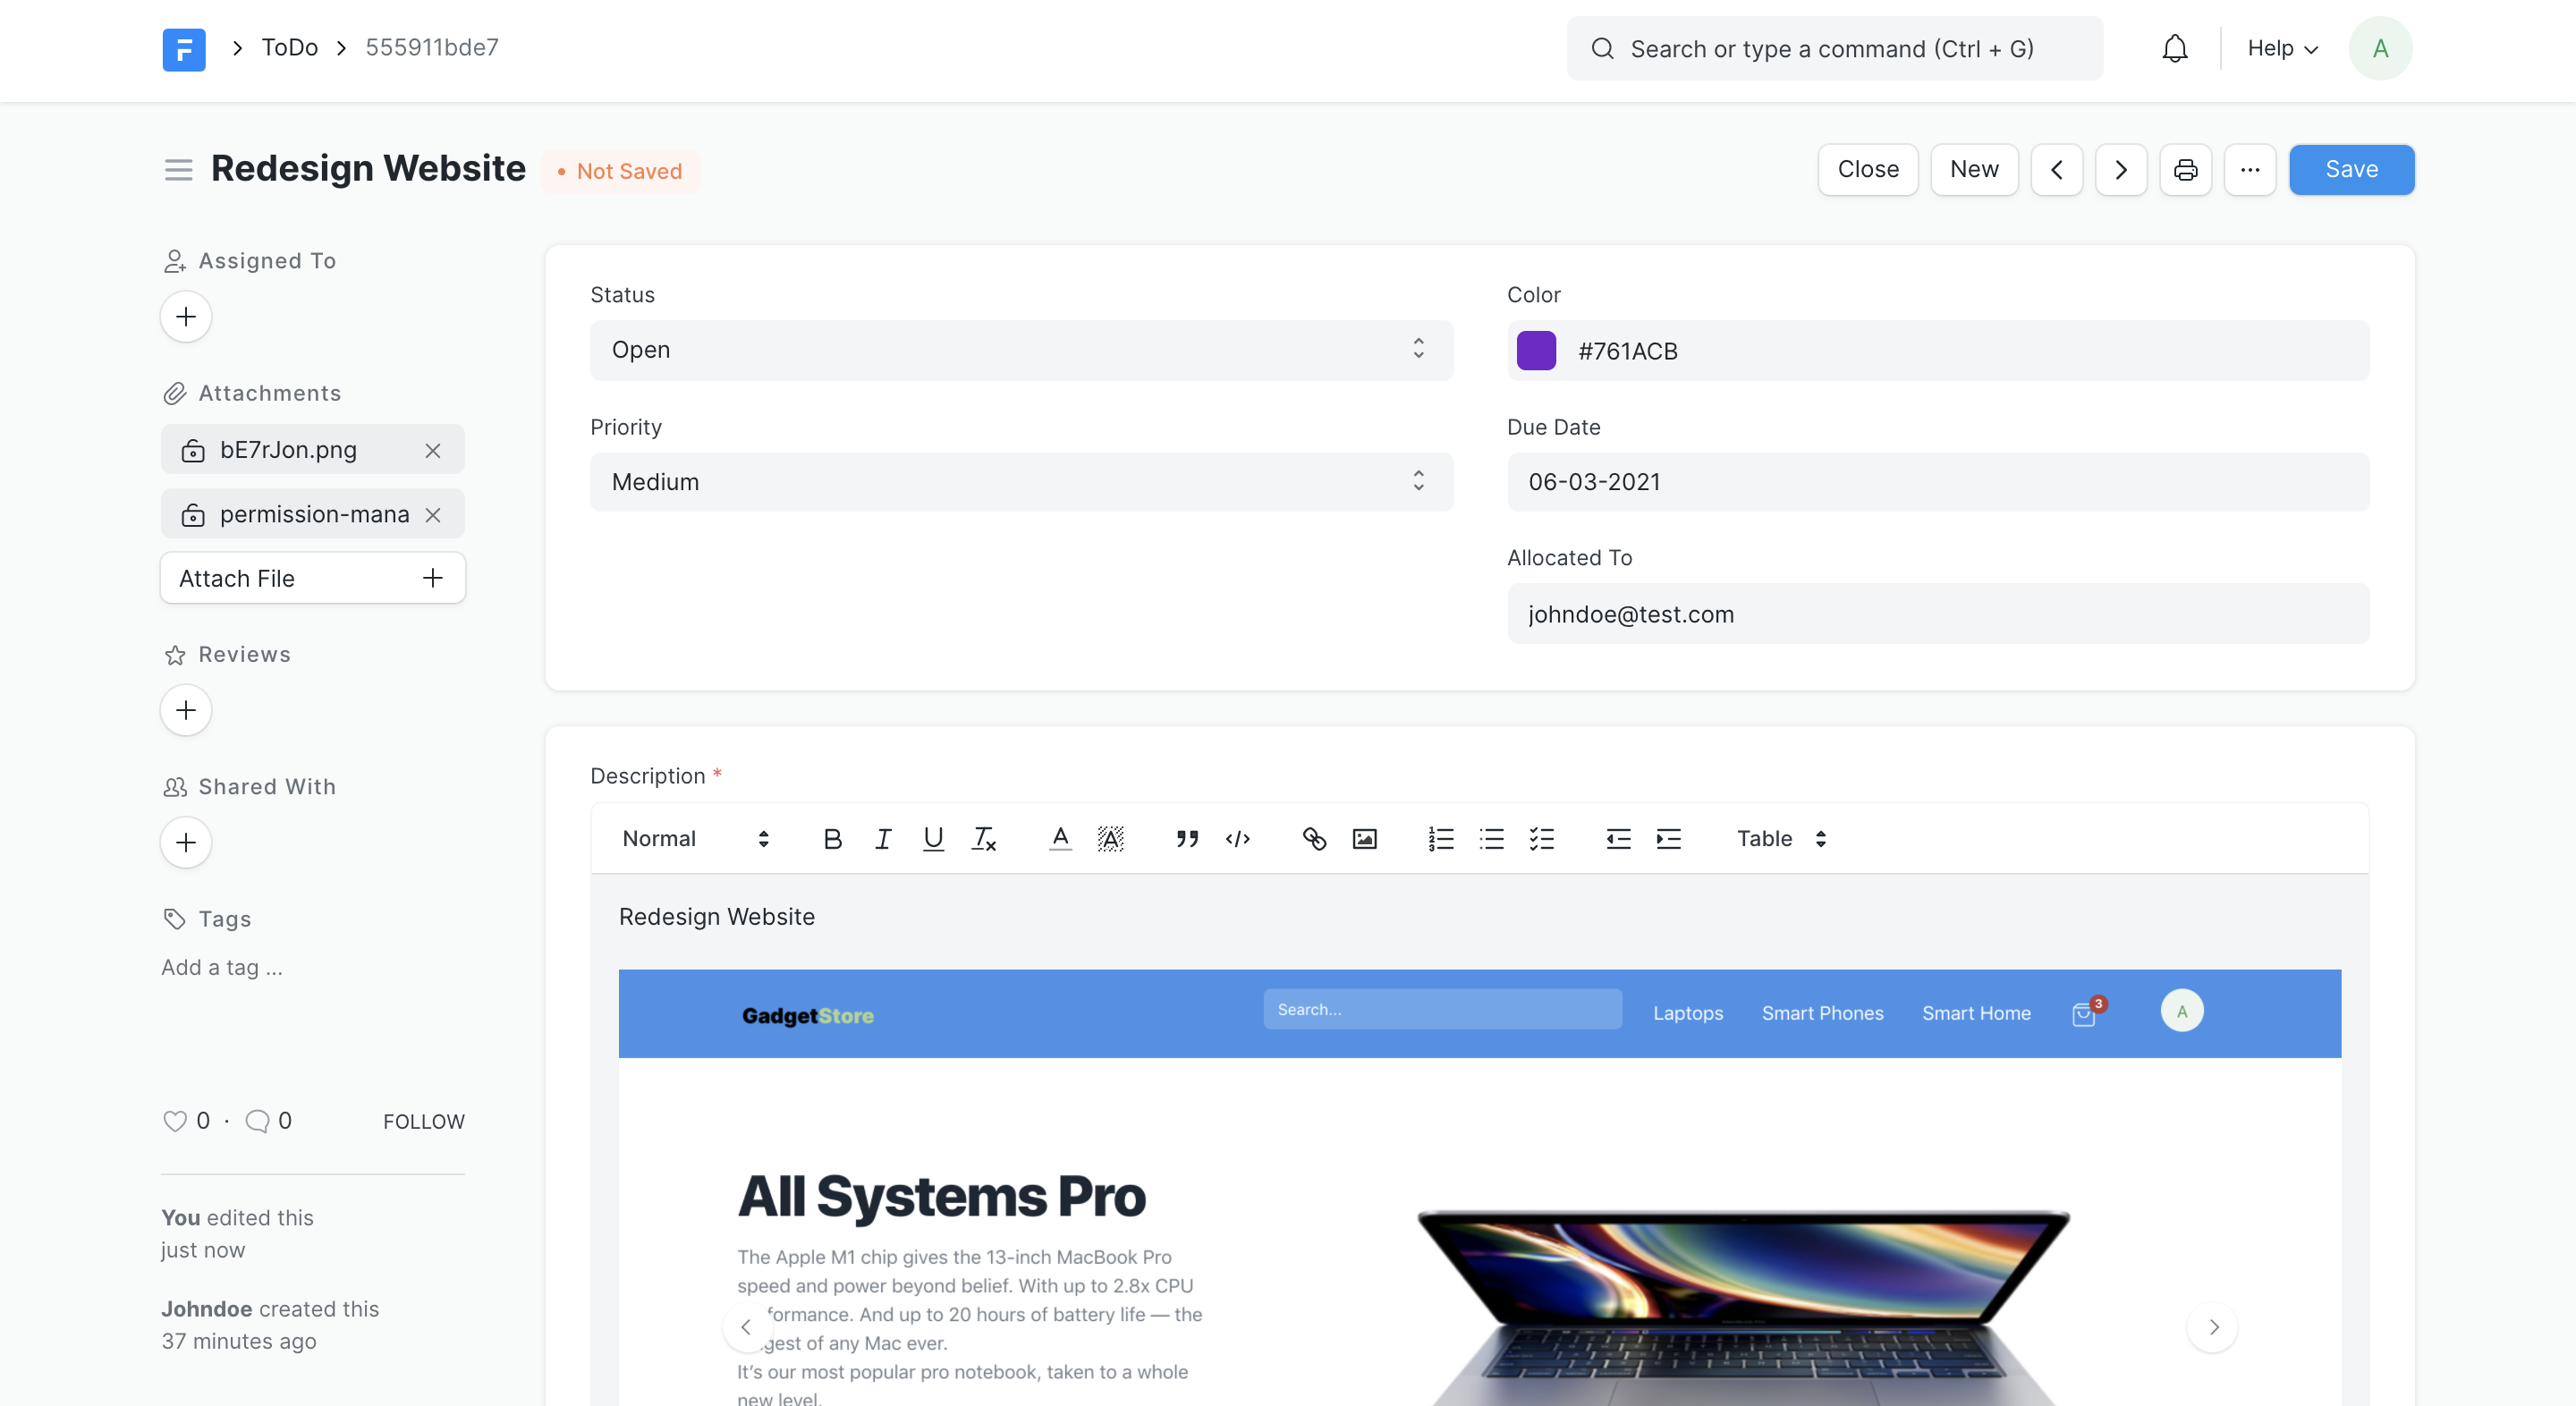 ToDo 555911bde7
Search or type a command (Ctrl + G)
Help
A
Redesign Website
Not Saved
Close
New
Save
Assigned To
Attachments
bE7rJon.png
permission-mana
Attach File
Reviews
Shared With
Tags
Add a tag ...
0 · 0
FOLLOW
You edited this
just now
Johndoe created this
37 minutes ago
Status
Open
Priority
Medium
Color
#761ACB
Due Date
06-03-2021
Allocated To
johndoe@test.com
Description *
Normal
Table
Redesign Website
GadgetStore
Search...
Laptops
Smart Phones
Smart Home
3
A
All Systems Pro
The Apple M1 chip gives the 13-inch MacBook Pro
speed and power beyond belief. With up to 2.8x CPU
formance. And up to 20 hours of battery life — the
gest of any Mac ever.
It's our most popular pro notebook, taken to a whole
new level.